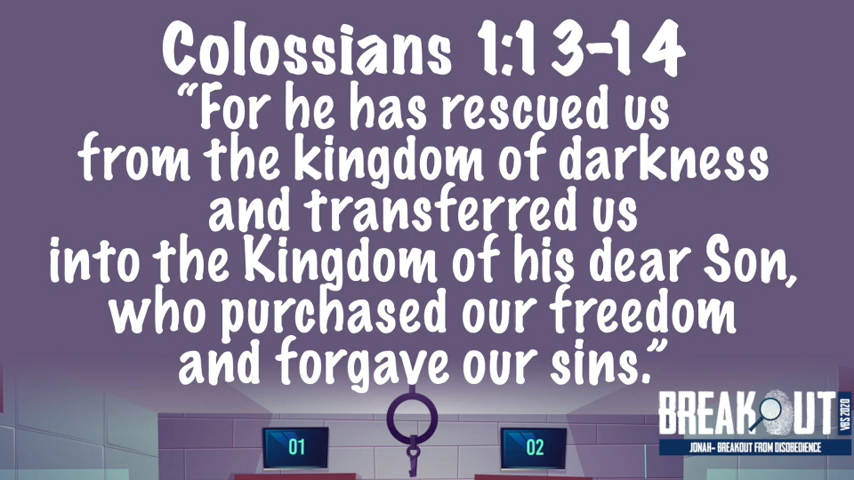 Colossians 1:13-14
“For he has rescued us
from the kingdom of darkness
and transferred us
into the Kingdom of his dear Son,
who purchased our freedom
and forgave our sins.”
BREAKOUT
VBS 2020
JONAH- BREAKOUT FROM DISOBEDIENCE
01
02